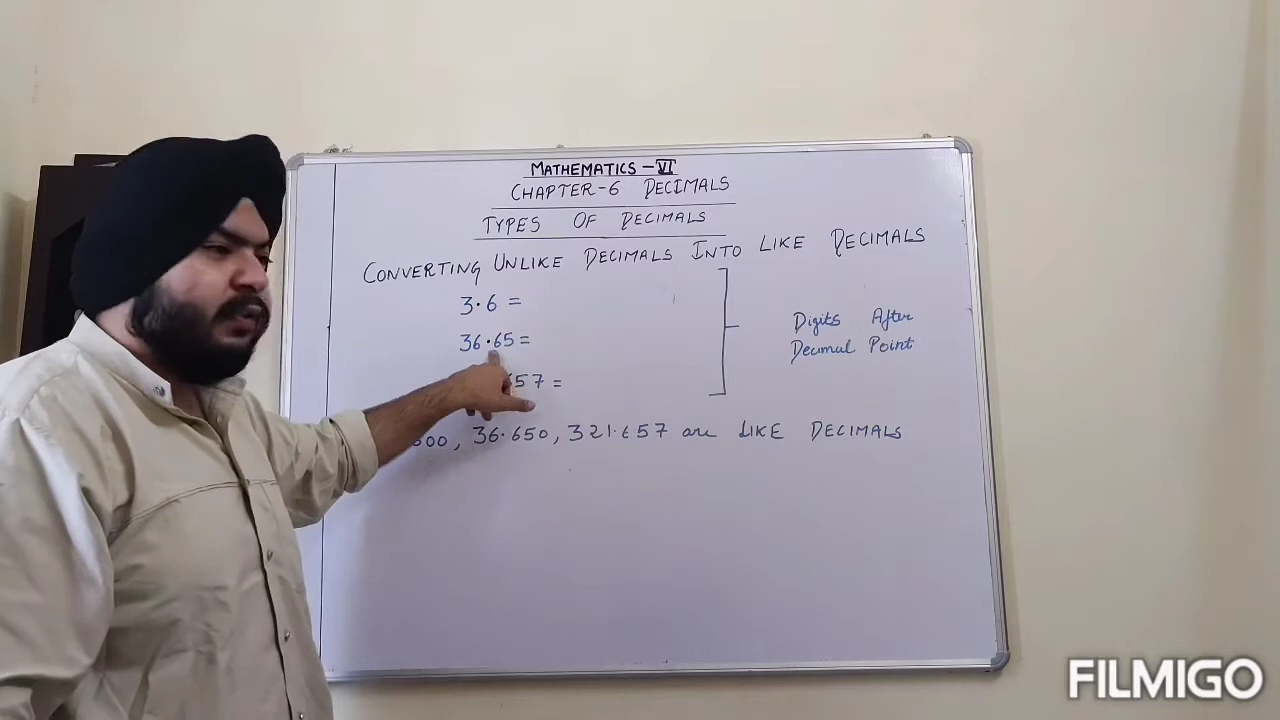 MATHEMATICS - VI
CHAPTER-6 DECIMALS
TYPES OF DECIMALS
CONVERTING UNLIKE DECIMALS INTO LIKE DECIMALS
3.6 =
36.65 =
57 =
Digits After
Decimal Point
600, 36.650, 321.657 are LIKE DECIMALS
FILMIGO